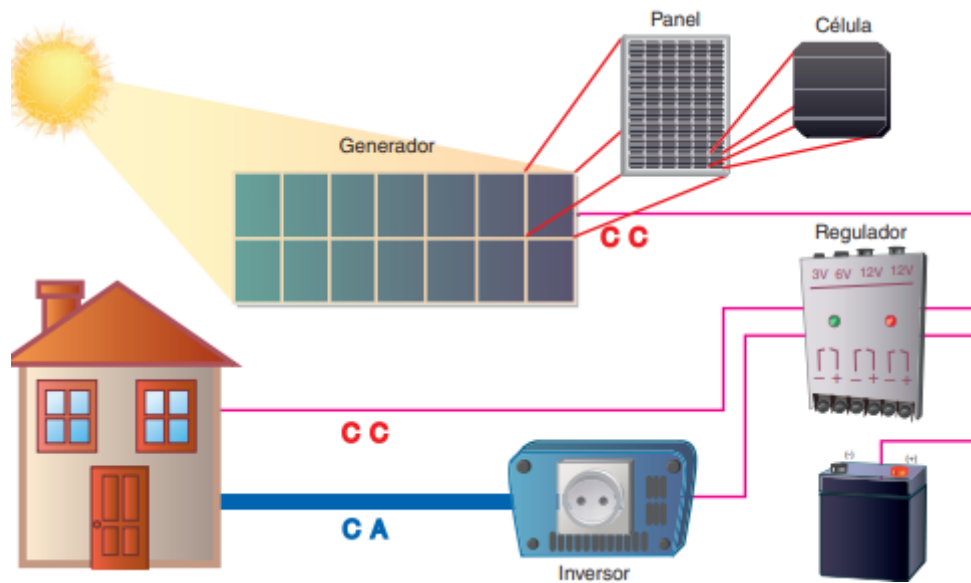 Panel
Célula
Generador
C C
Regulador
3V 6V 12V 12V
- + - + - +
C C
(-) (+)
C A
Inversor